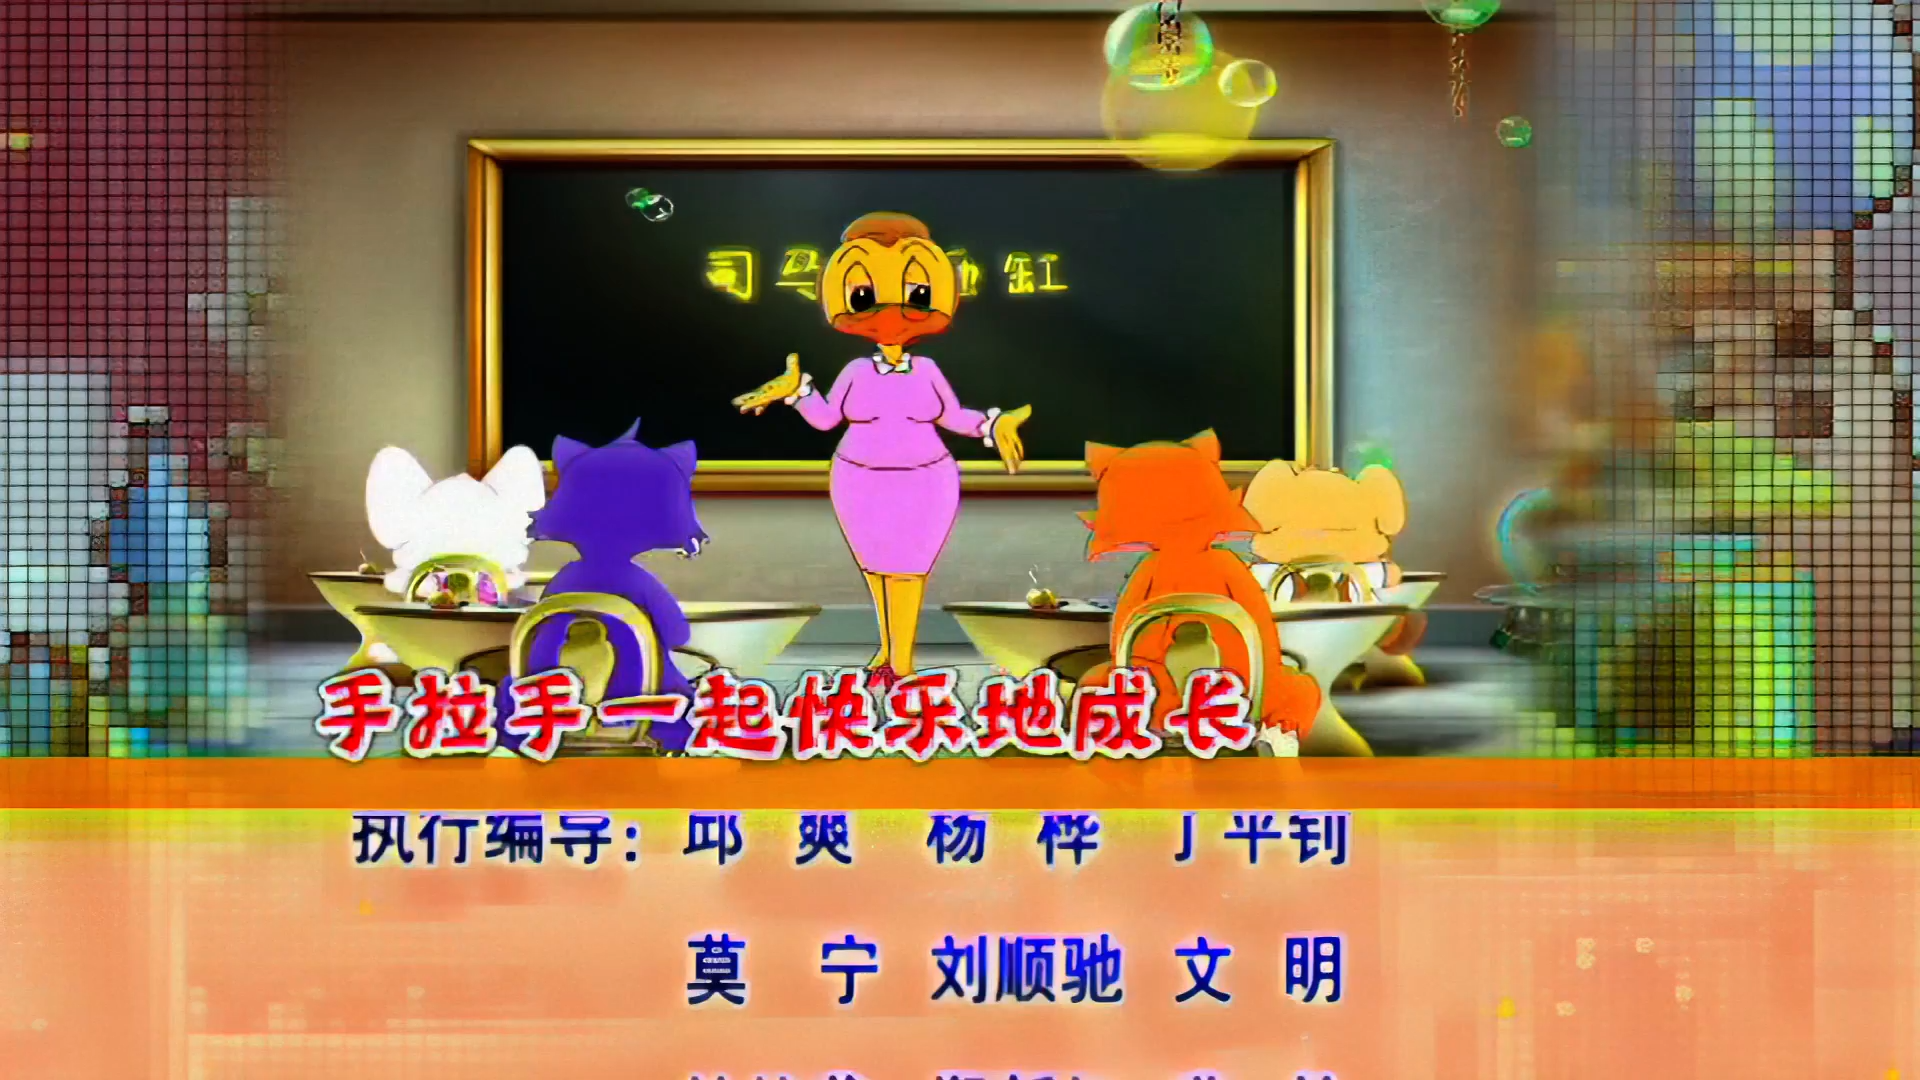 司马 缸
手拉手一起快乐地成长
执行编导：邱 爽 杨 桦 丁平钊
莫 宁 刘顺驰 文 明